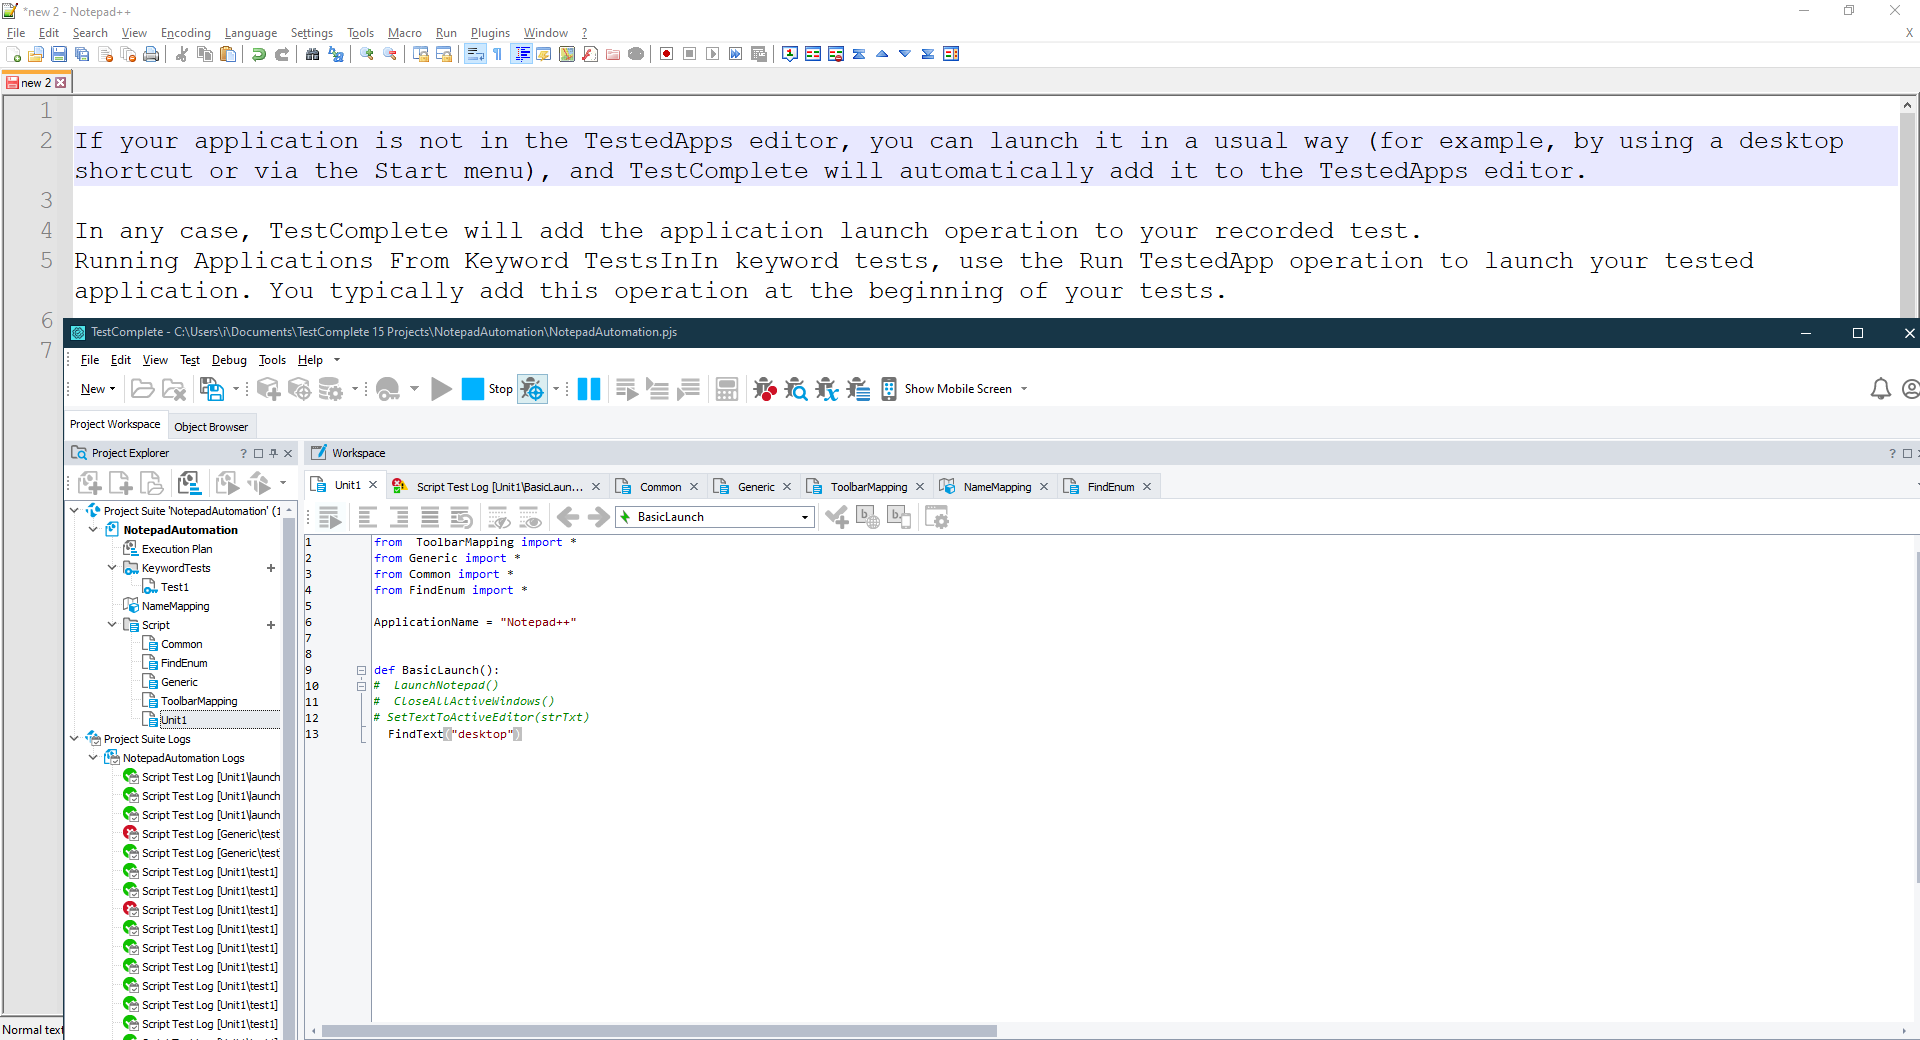 *new 2 - Notepad++
File Edit Search View Encoding Language Settings Tools Macro Run Plugins Window ? X
new 2
1
2 If your application is not in the TestedApps editor, you can launch it in a usual way (for example, by using a desktop
shortcut or via the Start menu), and TestComplete will automatically add it to the TestedApps editor.
3
4 In any case, TestComplete will add the application launch operation to your recorded test.
5 Running Applications From Keyword TestsInIn keyword tests, use the Run TestedApp operation to launch your tested
application. You typically add this operation at the beginning of your tests.
6
7
TestComplete - C:\Users\i\Documents\TestComplete 15 Projects\NotepadAutomation\NotepadAutomation.pjs
File Edit View Test Debug Tools Help
New Stop Show Mobile Screen
Project Workspace Object Browser
Project Explorer ?
Workspace ?
Unit1 Script Test Log [Unit1\BasicLaun... Common Generic ToolbarMapping NameMapping FindEnum
BasicLaunch
Project Suite 'NotepadAutomation' (1
NotepadAutomation
Execution Plan
KeywordTests +
Test1
NameMapping
Script +
Common
FindEnum
Generic
ToolbarMapping
Unit1
Project Suite Logs
NotepadAutomation Logs
Script Test Log [Unit1\launch
Script Test Log [Unit1\launch
Script Test Log [Unit1\launch
Script Test Log [Generic\test
Script Test Log [Generic\test
Script Test Log [Unit1\test1]
Script Test Log [Unit1\test1]
Script Test Log [Unit1\test1]
Script Test Log [Unit1\test1]
Script Test Log [Unit1\test1]
Script Test Log [Unit1\test1]
Script Test Log [Unit1\test1]
Script Test Log [Unit1\test1]
Script Test Log [Unit1\test1]
1 from  ToolbarMapping import *
2 from Generic import *
3 from Common import *
4 from FindEnum import *
5
6 ApplicationName = "Notepad++"
7
8
9 def BasicLaunch():
10 #  LaunchNotepad()
11 #  CloseAllActiveWindows()
12 # SetTextToActiveEditor(strTxt)
13 FindText("desktop")
Normal text